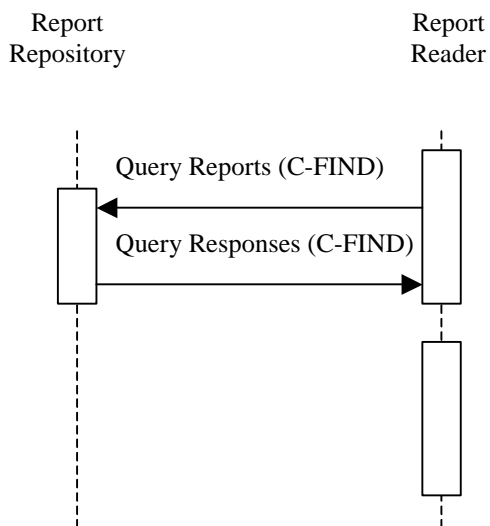 Report
Repository
Report
Reader
Query Reports (C-FIND)
Query Responses (C-FIND)